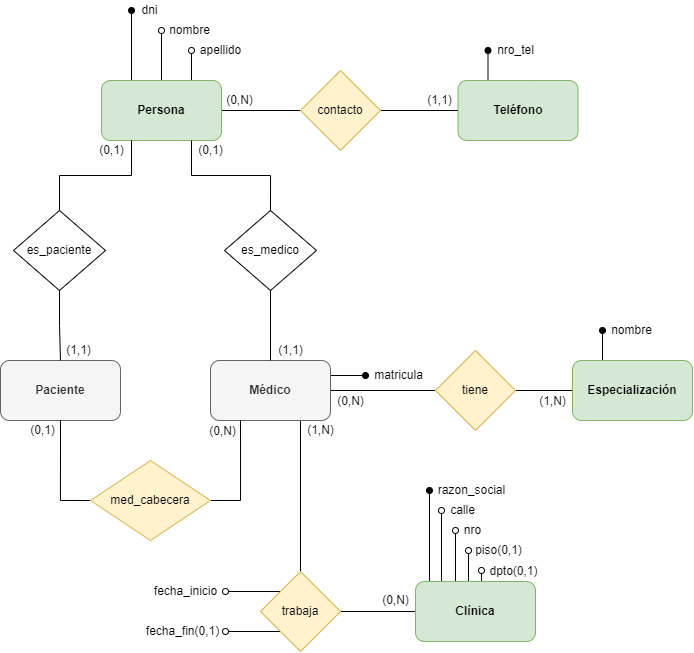 dni
nombre
apellido
nro_tel
Persona
(0,N)
contacto
(1,1)
Teléfono
(0,1)
(0,1)
es_paciente
es_medico
(1,1)
(1,1)
nombre
Paciente
Médico
matricula
(0,N)
tiene
(1,N)
Especialización
(0,1)
(0,N)
(1,N)
med_cabecera
razon_social
calle
nro
piso(0,1)
dpto(0,1)
fecha_inicio
trabaja
(0,N)
Clínica
fecha_fin(0,1)